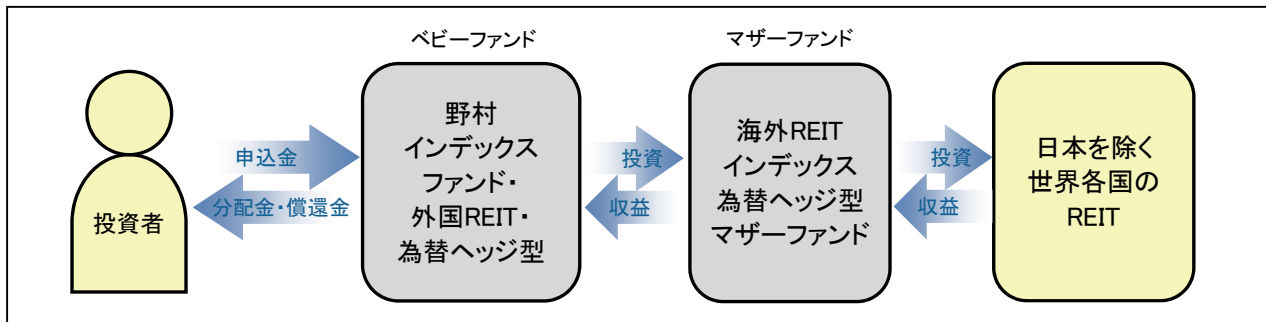 ベビーファンド
マザーファンド
投資者
申込金
分配金・償還金
野村
インデックス
ファンド・
外国REIT・
為替ヘッジ型
投資
収益
海外REIT
インデックス
為替ヘッジ型
マザーファンド
投資
収益
日本を除く
世界各国の
REIT